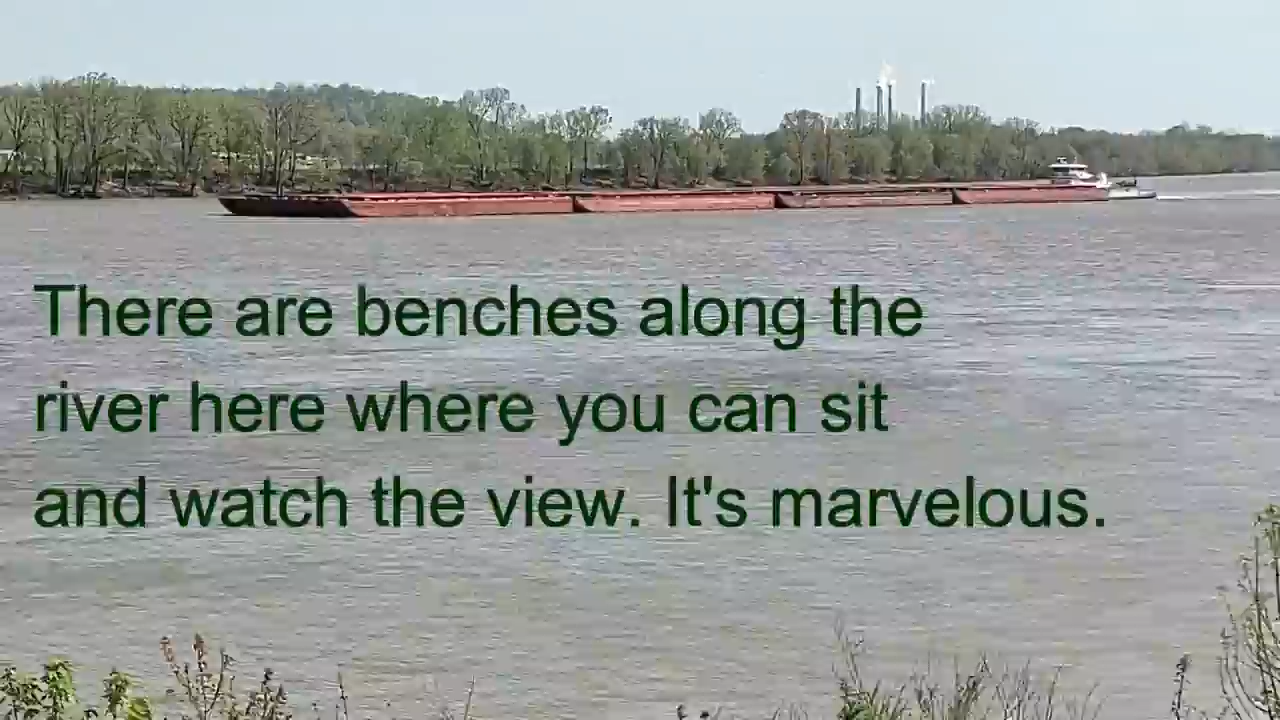 There are benches along the
river here where you can sit
and watch the view. It's marvelous.